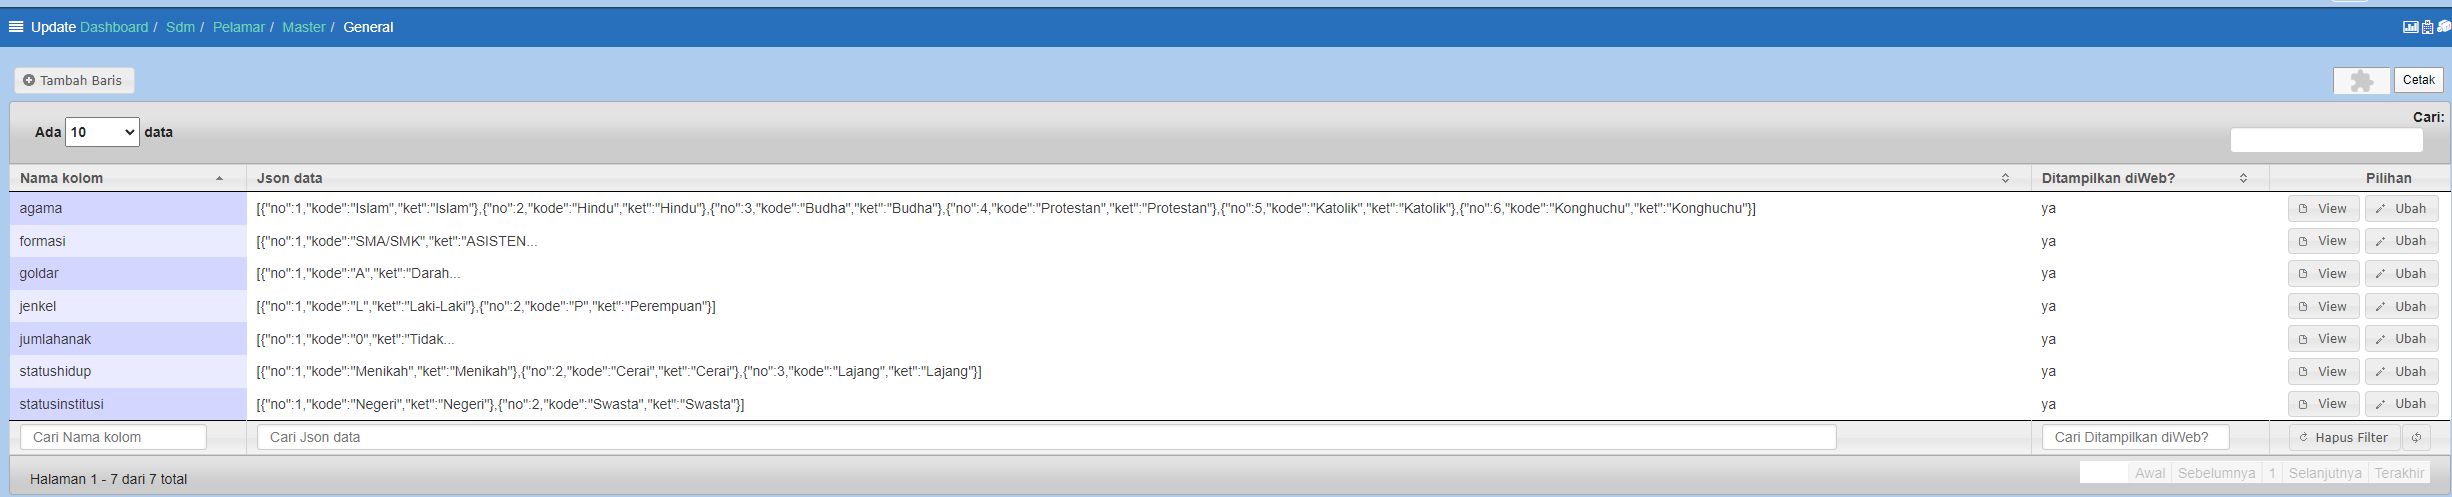 Update Dashboard / Sdm / Pelamar / Master / General
Tambah Baris
Cetak
Ada 10 data
Cari:
Nama kolom Json data Ditampilkan diWeb? Pilihan
agama [{"no":1,"kode":"Islam","ket":"Islam"},{"no":2,"kode":"Hindu","ket":"Hindu"},{"no":3,"kode":"Budha","ket":"Budha"},{"no":4,"kode":"Protestan","ket":"Protestan"},{"no":5,"kode":"Katolik","ket":"Katolik"},{"no":6,"kode":"Konghuchu","ket":"Konghuchu"}] ya View Ubah
formasi [{"no":1,"kode":"SMA/SMK","ket":"ASISTEN... ya View Ubah
goldar [{"no":1,"kode":"A","ket":"Darah... ya View Ubah
jenkel [{"no":1,"kode":"L","ket":"Laki-Laki"},{"no":2,"kode":"P","ket":"Perempuan"}] ya View Ubah
jumlahanak [{"no":1,"kode":"0","ket":"Tidak... ya View Ubah
statushidup [{"no":1,"kode":"Menikah","ket":"Menikah"},{"no":2,"kode":"Cerai","ket":"Cerai"},{"no":3,"kode":"Lajang","ket":"Lajang"}] ya View Ubah
statusinstitusi [{"no":1,"kode":"Negeri","ket":"Negeri"},{"no":2,"kode":"Swasta","ket":"Swasta"}] ya View Ubah
Cari Nama kolom Cari Json data Cari Ditampilkan diWeb? Hapus Filter
Halaman 1 - 7 dari 7 total Awal Sebelumnya 1 Selanjutnya Terakhir